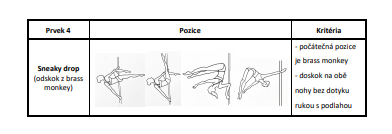 Prvek 4
Pozice
Kritéria
Sneaky drop
(odskok z brass
monkey)
- počátečná pozice
je brass monkey
- doskok na obě
nohy bez dotyku
rukou s podlahou